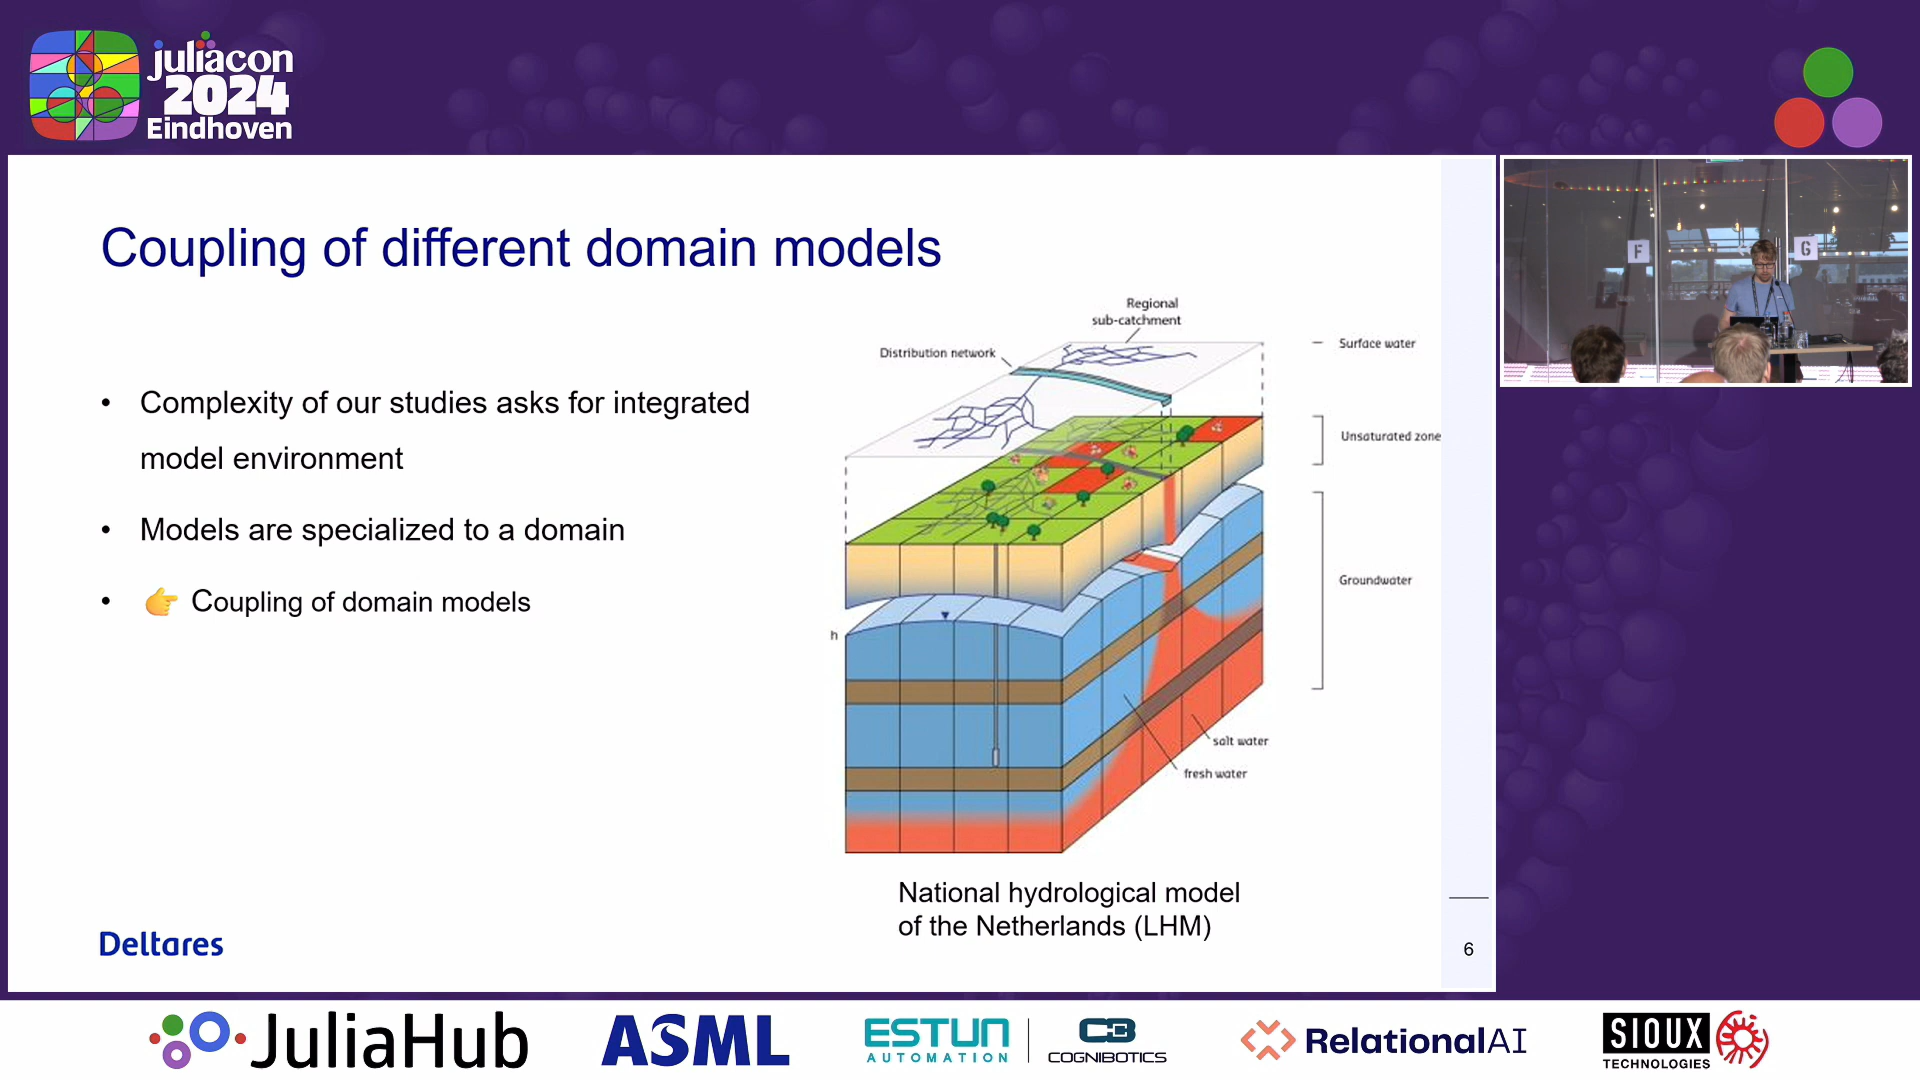 juliacon
2024
Eindhoven
F
G
Coupling of different domain models
• Complexity of our studies asks for integrated
model environment
• Models are specialized to a domain
• 👉 Coupling of domain models
Regional
sub-catchment
Distribution network
Surface water
Unsaturated zone
Groundwater
h
salt water
fresh water
National hydrological model
of the Netherlands (LHM)
Deltares
6
JuliaHub
ASML
ESTUN
AUTOMATION
COGNIBOTICS
RelationalAI
SIOUX
TECHNOLOGIES